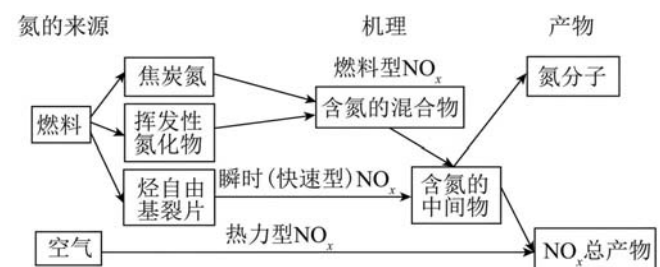 氮的来源 机理 产物
焦炭氮
燃料型NOx
氮分子
燃料
挥发性
氮化物
含氮的混合物
烃自由
基裂片
瞬时(快速型)NOx
含氮的
中间物
空气
热力型NOx
NOx总产物